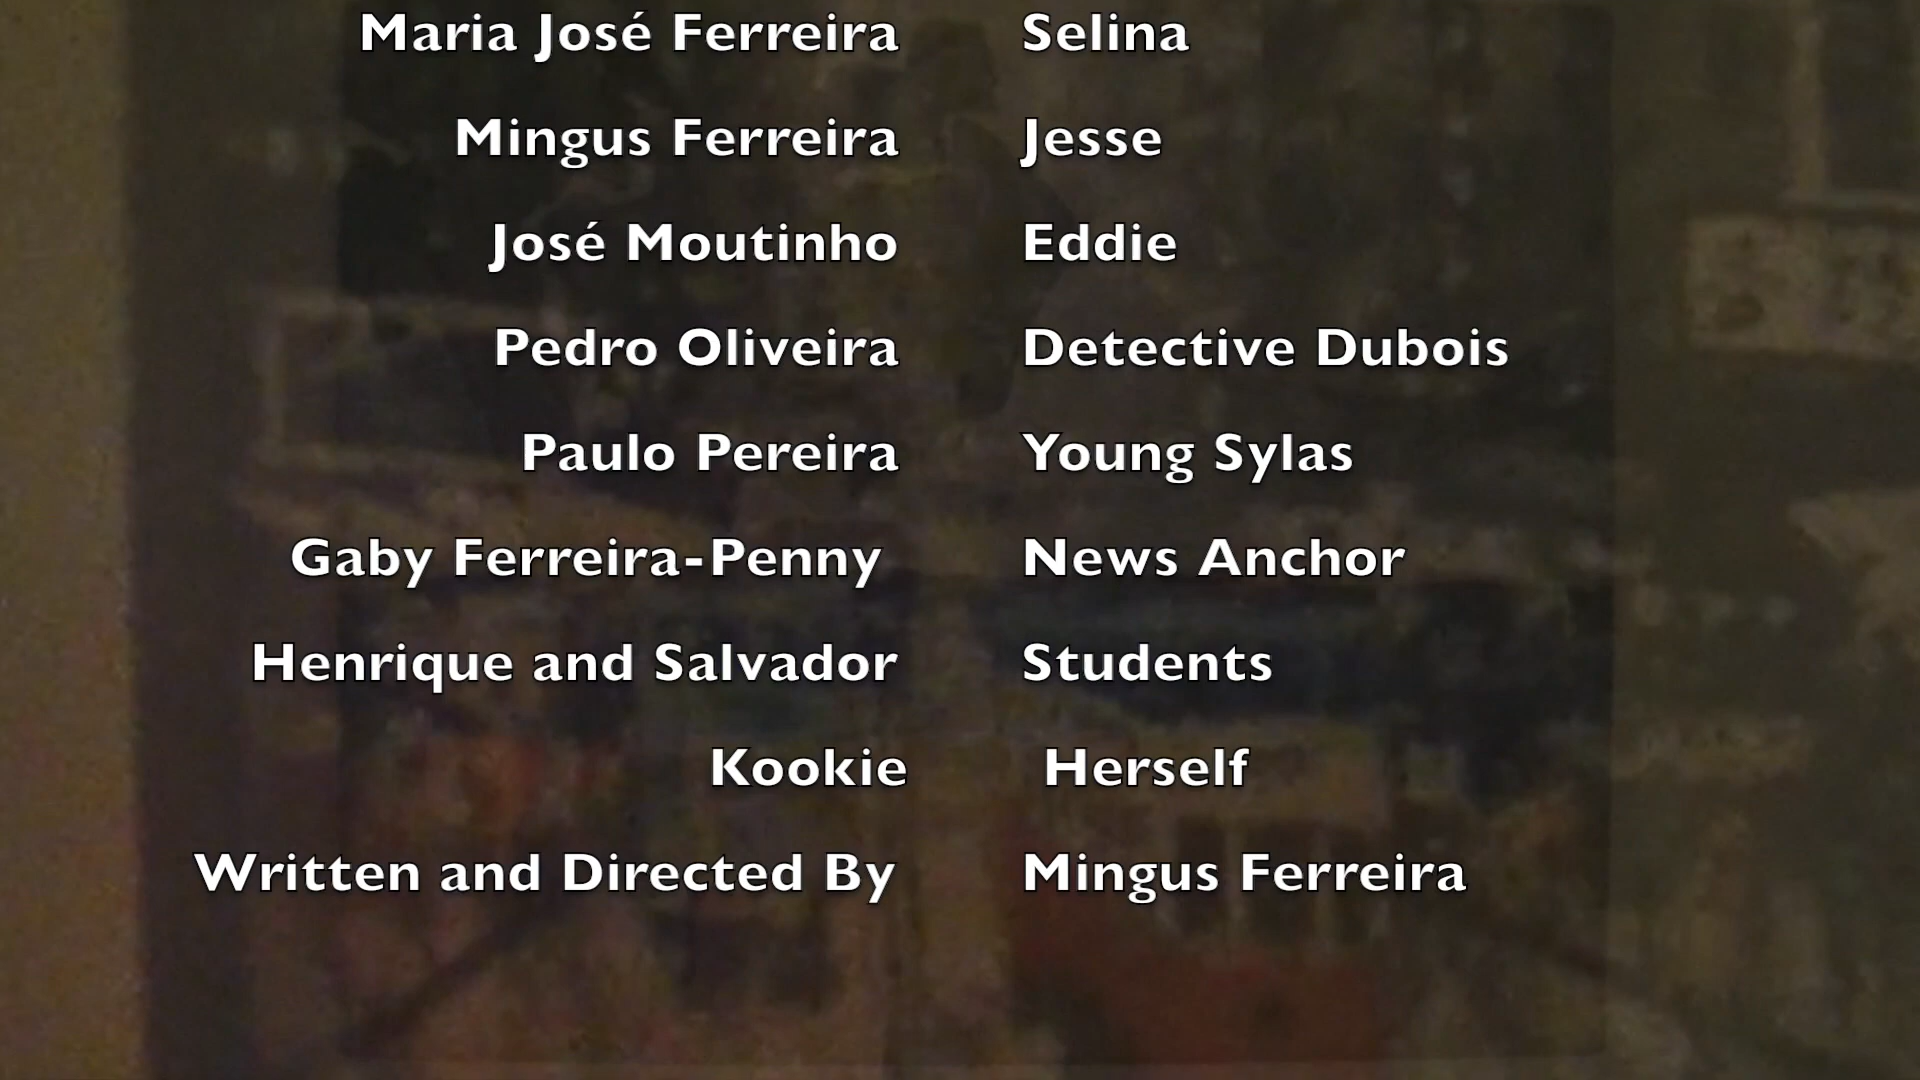 Maria José Ferreira Selina
Mingus Ferreira Jesse
José Moutinho Eddie
Pedro Oliveira Detective Dubois
Paulo Pereira Young Sylas
Gaby Ferreira-Penny News Anchor
Henrique and Salvador Students
Kookie Herself
Written and Directed By Mingus Ferreira